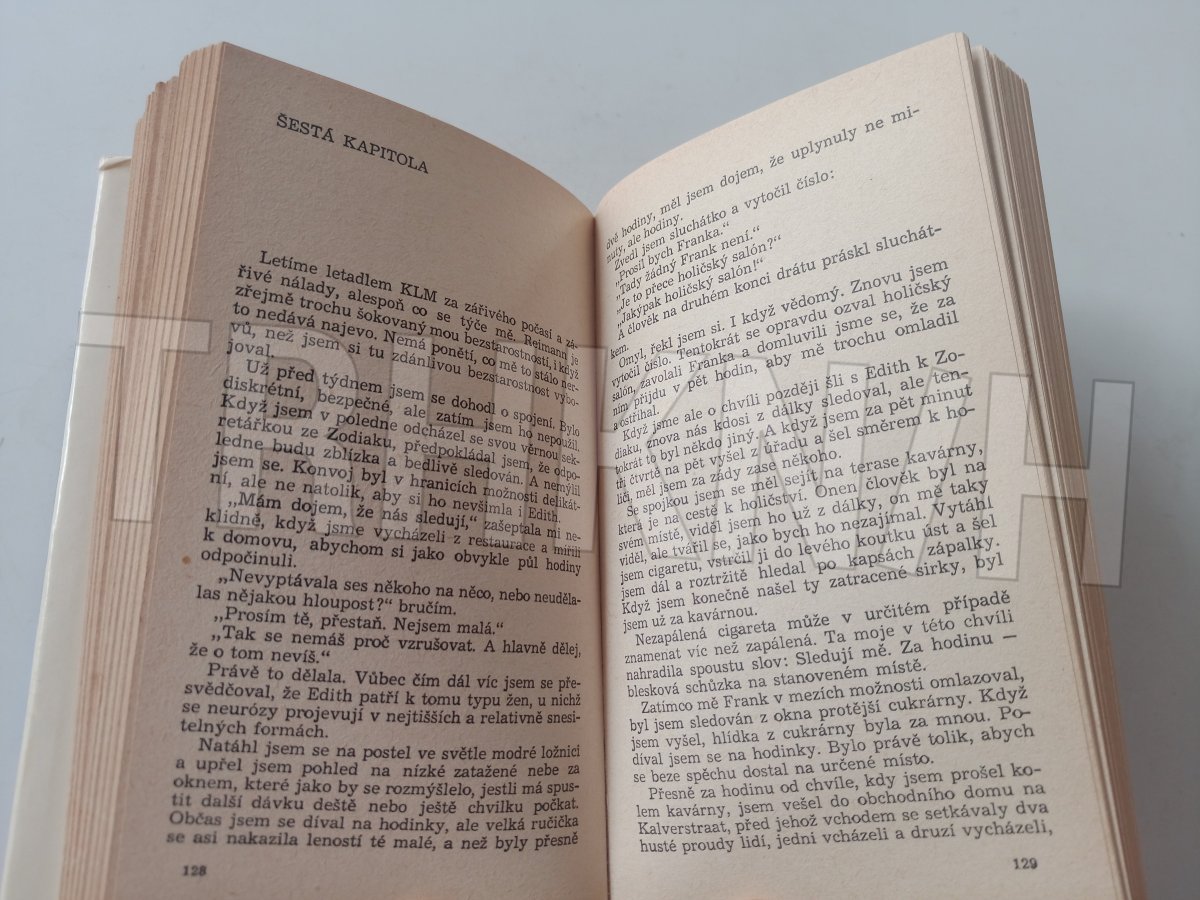 ŠESTÁ KAPITOLA
Letíme letadlem KLM za zářivého počasí a zá-
řivé nálady, alespoň co se týče mě. Reimann je
zřejmě trochu šokovaný mou bezstarostností, i když
to nedává najevo. Nemá ponětí, co mě to stálo ner-
vů, než jsem si tu zdánlivou bezstarostnost vybo-
joval.
Už před týdnem jsem se dohodl o spojení. Bylo
diskrétní, bezpečné, ale zatím jsem ho nepoužil.
Když jsem v poledne odcházel se svou věrnou sek-
retářkou ze Zodiaku, předpokládal jsem, že odpo-
ledne budu zblízka a bedlivě sledován. A nemýlil
jsem se. Konvoj byl v hranicích možnosti delikát-
ní, ale ne natolik, aby si ho nevšimla i Edith.
„Mám dojem, že nás sledují,“ zašeptala mi ne-
klidně, když jsme vycházeli z restaurace a mířili
k domovu, abychom si jako obvykle půl hodiny
odpočinuli.
„Nevyptávala ses někoho na něco, nebo neuděla-
las nějakou hloupost?“ bručím.
„Prosím tě, přestaň. Nejsem malá.“
„Tak se nemáš proč vzrušovat. A hlavně dělej,
že o tom nevíš.“
Právě to dělala. Vůbec čím dál víc jsem se pře-
svědčoval, že Edith patří k tomu typu žen, u nichž
se neurózy projevují v nejtišších a relativně snesi-
telných formách.
Natáhl jsem se na postel ve světle modré ložnici
a upřel jsem pohled na nízké zatažené nebe za
oknem, které jako by se rozmýšlelo, jestli má spus-
tit další dávku deště nebo ještě chvilku počkat.
Občas jsem se díval na hodinky, ale velká ručička
se asi nakazila leností té malé, a než byly přesně
128
dvě hodiny, měl jsem dojem, že uplynuly ne mi-
nuty, ale hodiny.
Zvedl jsem sluchátko a vytočil číslo:
"Prosil bych Franka."
"Tady žádný Frank není."
"Je to přece holičský salón?"
"Jakýpak holičský salón!"
A člověk na druhém konci drátu práskl sluchát-
kem.
Omyl, řekl jsem si. I když vědomý. Znovu jsem
vytočil číslo. Tentokrát se opravdu ozval holičský
salón, zavolali Franka a domluvili jsme se, že za
ním přijdu v pět hodin, aby mě trochu omladil
a ostříhal.
Když jsme ale o chvíli později šli s Edith k Zo-
diaku, znova nás kdosi z dálky sledoval, ale ten-
tokrát to byl někdo jiný. A když jsem za pět minut
tři čtvrtě na pět vyšel z úřadu a šel směrem k ho-
liči, měl jsem za zády zase někoho.
Se spojkou jsem se měl sejít na terase kavárny,
která je na cestě k holičství. Onen člověk byl na
svém místě, viděl jsem ho už z dálky, on mě taky
viděl, ale tvářil se, jako bych ho nezajímal. Vytáhl
jsem cigaretu, vstrčil ji do levého koutku úst a šel
jsem dál a roztržitě hledal po kapsách zápalky.
Když jsem konečně našel ty zatracené sirky, byl
jsem už za kavárnou.
Nezapálená cigareta může v určitém případě
znamenat víc než zapálená. Ta moje v této chvíli
nahradila spoustu slov: Sledují mě. Za hodinu —
blesková schůzka na stanoveném místě.
Zatímco mě Frank v mezích možnosti omlazoval,
byl jsem sledován z okna protější cukrárny. Když
jsem vyšel, hlídka z cukrárny byla za mnou. Po-
díval jsem se na hodinky. Bylo právě tolik, abych
se beze spěchu dostal na určené místo.
Přesně za hodinu od chvíle, kdy jsem prošel ko-
lem kavárny, jsem vešel do obchodního domu na
Kalverstraat, před jehož vchodem se setkávaly dva
husté proudy lidí, jedni vcházeli a druzí vycházeli,
129